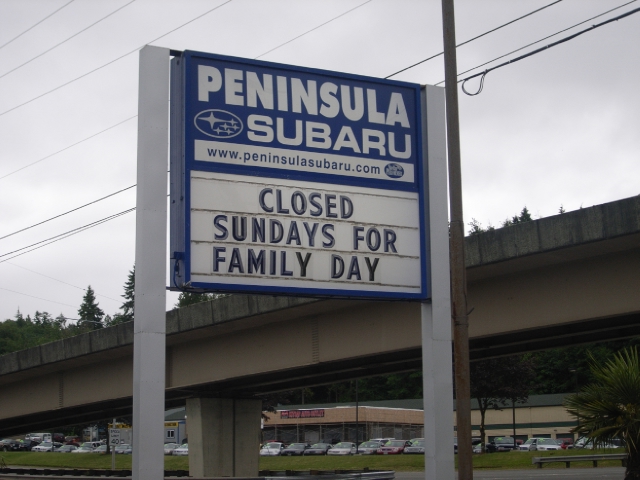 PENINSULA
SUBARU
www.peninsulasubaru.com
CLOSED
SUNDAYS FOR
FAMILY DAY